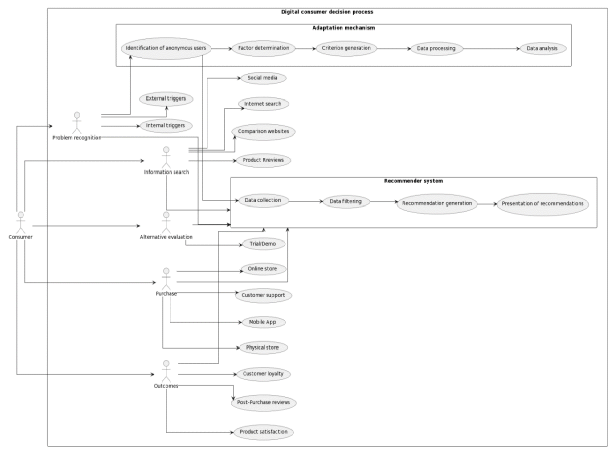 Digital consumer decision process
Adaptation mechanism
Identification of anonymous users
Factor determination
Criterion generation
Data processing
Data analysis
Social media
External triggers
Internet search
Problem recognition
Internal triggers
Comparison websites
Information search
Product Rreviews
Recommender system
Data collection
Data filtering
Recommendation generation
Presentation of recommendations
Consumer
Alternative evaluation
Trial/Demo
Online store
Purchase
Customer support
Mobile App
Physical store
Outcomes
Customer loyalty
Post-Purchase reviews
Product satisfaction